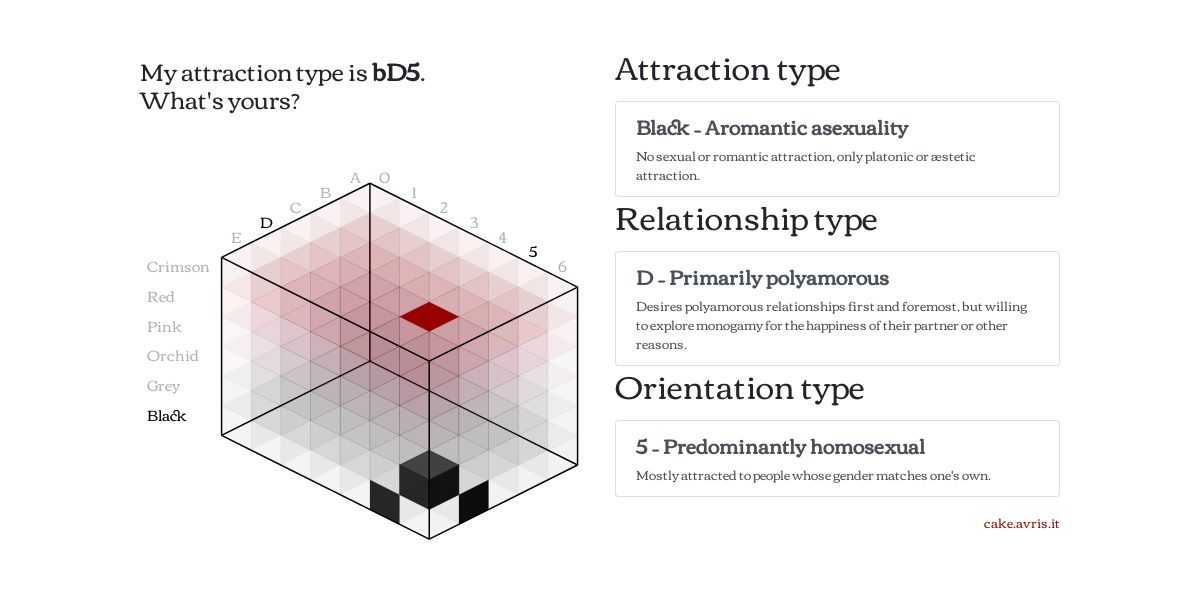 My attraction type is bD5.
What's yours?
A
0
B
1
C
2
D
3
E
4
5
6
Crimson
Red
Pink
Orchid
Grey
Black
Attraction type
Black - Aromantic asexuality
No sexual or romantic attraction, only platonic or æstetic
attraction.
Relationship type
D - Primarily polyamorous
Desires polyamorous relationships first and foremost, but willing
to explore monogamy for the happiness of their partner or other
reasons.
Orientation type
5 - Predominantly homosexual
Mostly attracted to people whose gender matches one's own.
cake.avris.it